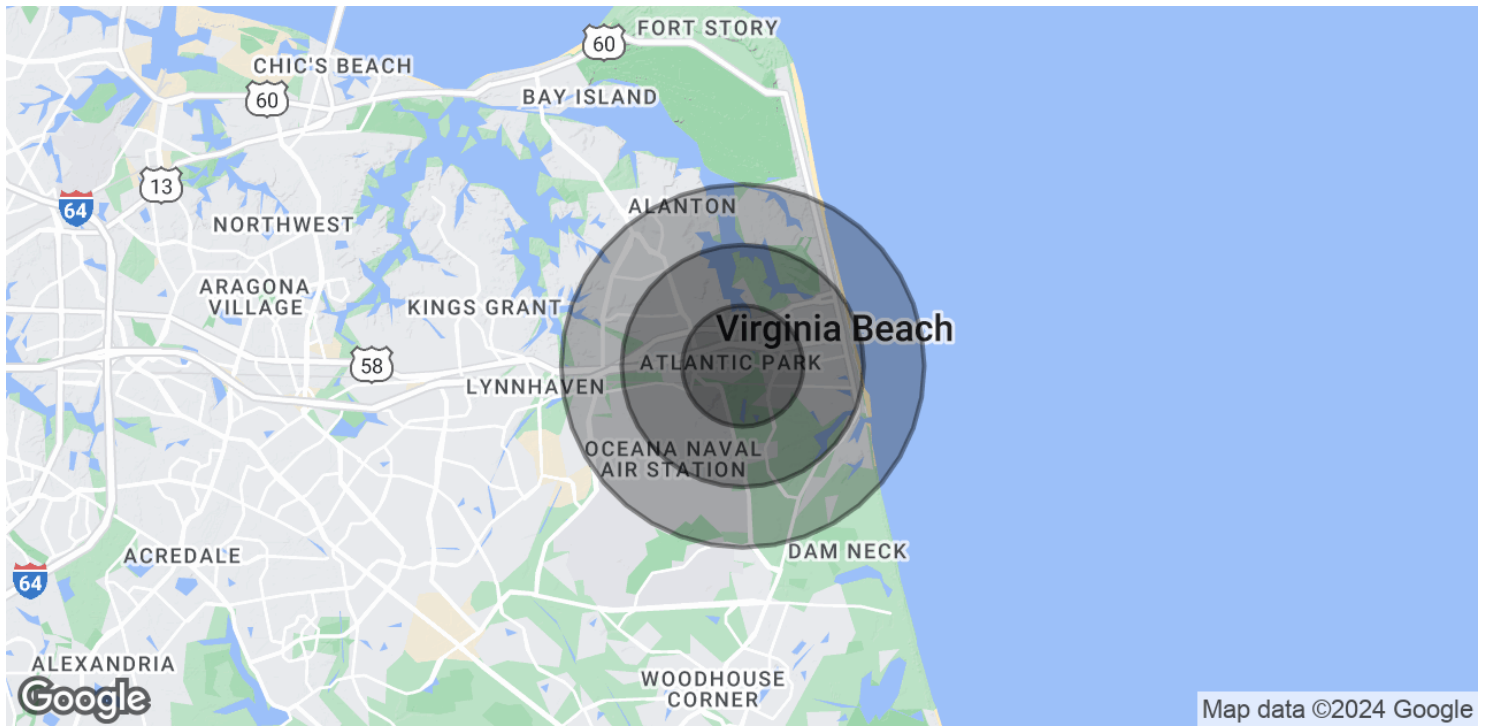 FORT STORY
60
CHIC'S BEACH
60
BAY ISLAND
13
64
ALANTON
NORTHWEST
ARAGONA
VILLAGE
KINGS GRANT
Virginia Beach
58
ATLANTIC PARK
LYNNHAVEN
OCEANA NAVAL
AIR STATION
DAM NECK
ACREDALE
64
ALEXANDRIA
WOODHOUSE
CORNER
Google
Map data ©2024 Google